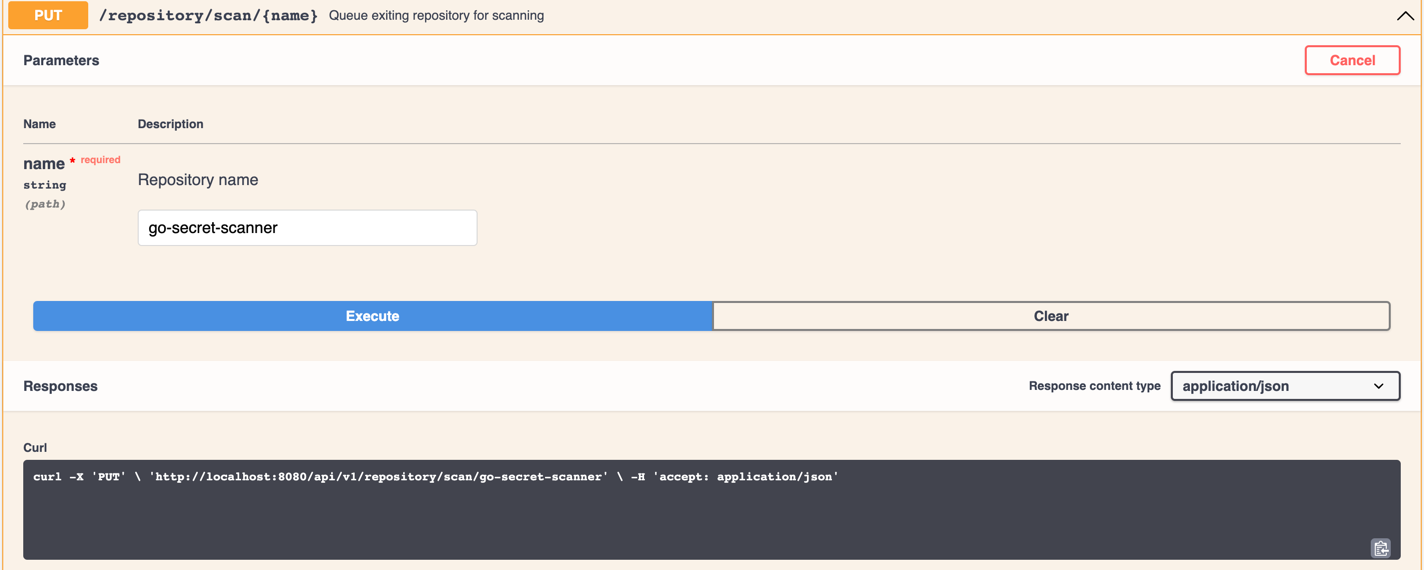 PUT /repository/scan/{name} Queue exiting repository for scanning
Parameters Cancel
Name Description
name * required
string
(path)
Repository name
go-secret-scanner
Execute Clear
Responses Response content type application/json
Curl
curl -X 'PUT' \ 'http://localhost:8080/api/v1/repository/scan/go-secret-scanner' \ -H 'accept: application/json'